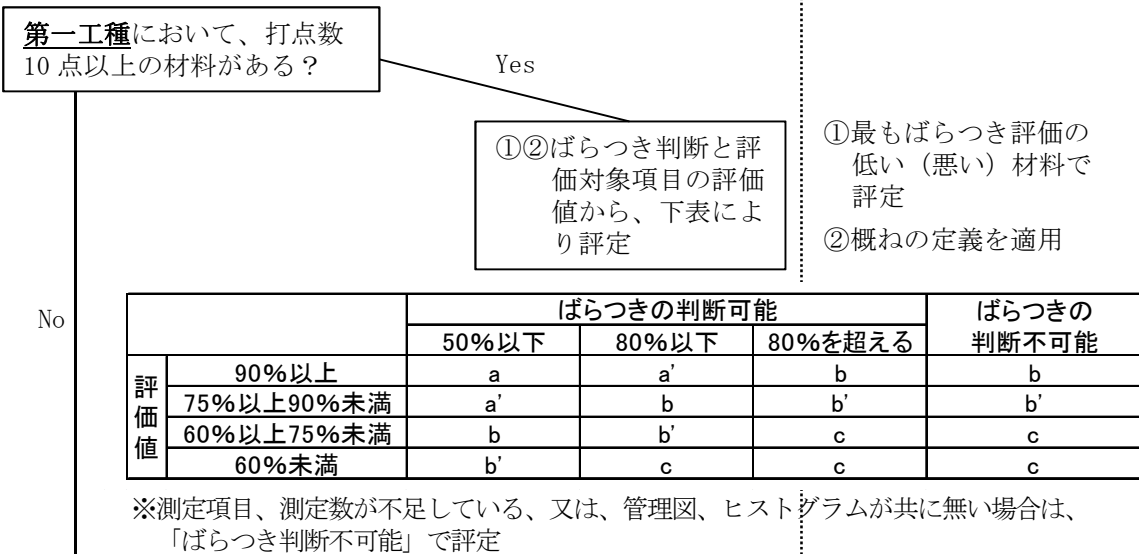 第一工種において、打点数
10 点以上の材料がある？
Yes
①②ばらつき判断と評
価対象項目の評価
値から、下表によ
り評定
①最もばらつき評価の
低い（悪い）材料で
評定
②概ねの定義を適用
No
ばらつきの判断可能 ばらつきの
判断不可能
50%以下 80%以下 80%を超える
評価値
90%以上 a a' b b
75%以上90%未満 a' b b' b'
60%以上75%未満 b b' c c
60%未満 b' c c c
※測定項目、測定数が不足している、又は、管理図、ヒストグラムが共に無い場合は、
「ばらつき判断不可能」で評定